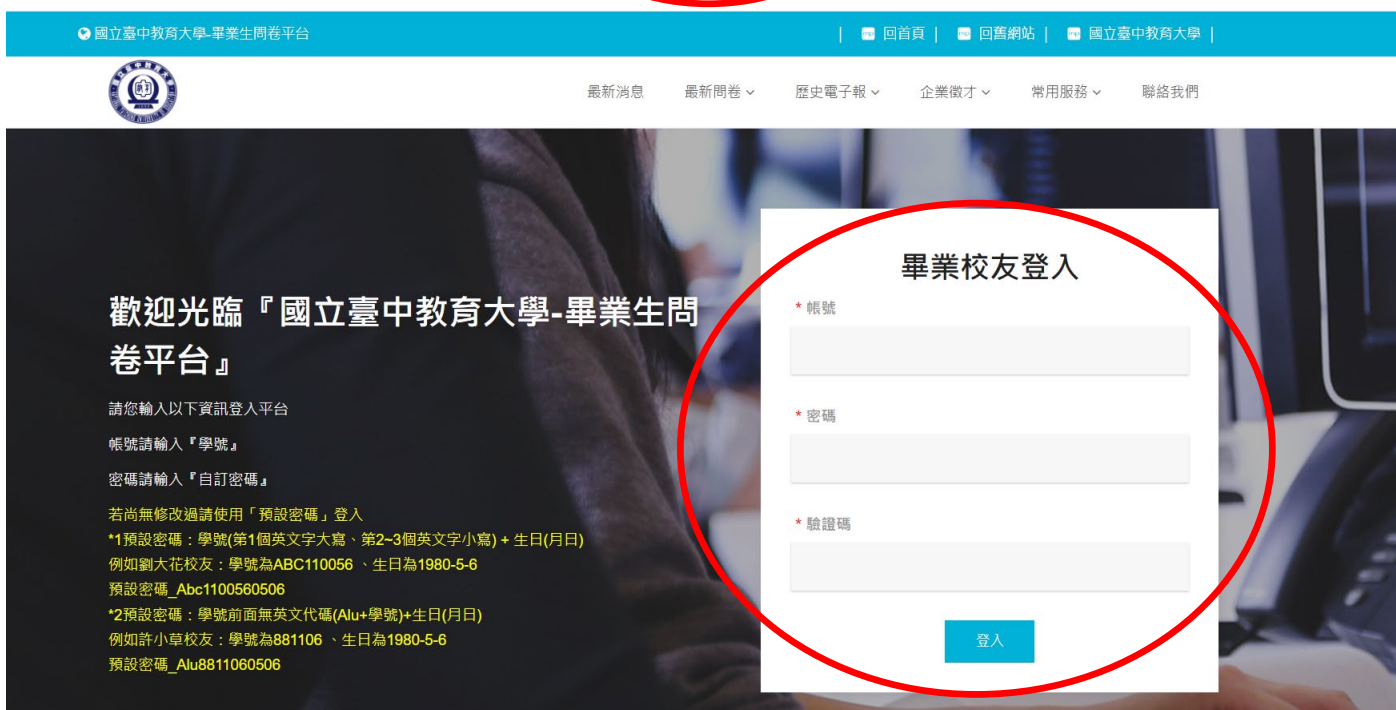 國立臺中教育大學-畢業生問卷平台
| 回首頁 | 回舊網站 | 國立臺中教育大學 |
最新消息 最新問卷 歷史電子報 企業徵才 常用服務 聯絡我們
歡迎光臨『國立臺中教育大學-畢業生問
卷平台』
請您輸入以下資訊登入平台
帳號請輸入『學號』
密碼請輸入『自訂密碼』
若尚無修改過請使用「預設密碼」登入
*1預設密碼：學號(第1個英文字大寫、第2~3個英文字小寫) + 生日(月日)
例如劉大花校友：學號為ABC110056 、生日為1980-5-6
預設密碼_Abc1100560506
*2預設密碼：學號前面無英文代碼(Alu+學號)+生日(月日)
例如許小草校友：學號為881106 、生日為1980-5-6
預設密碼_Alu8811060506
畢業校友登入
* 帳號
* 密碼
* 驗證碼
登入